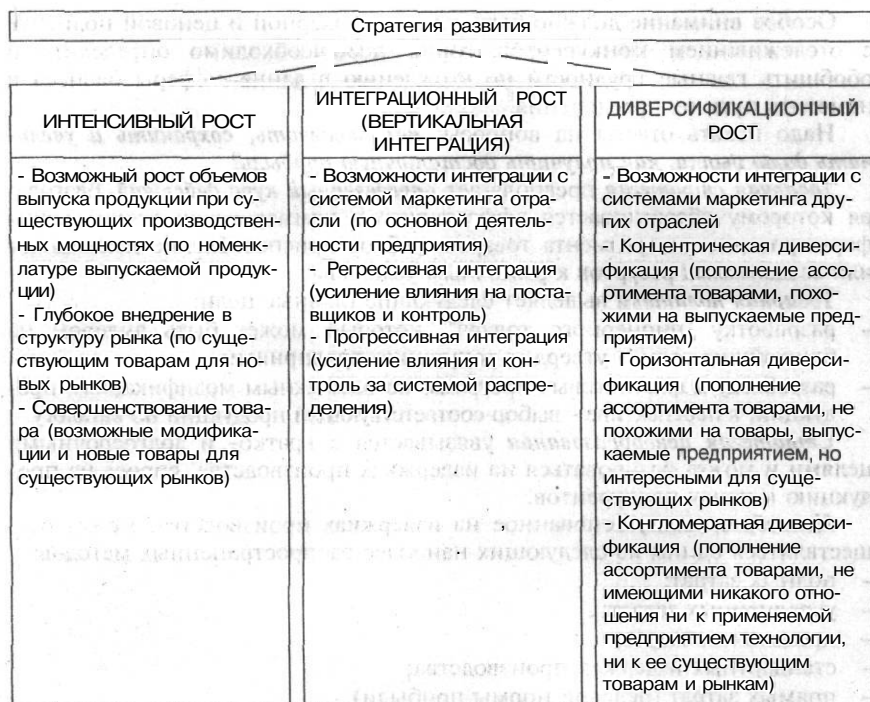 Стратегия развития
ИНТЕНСИВНЫЙ РОСТ
- Возможный рост объемов
выпуска продукции при су-
ществующих производствен-
ных мощностях (по номенк-
латуре выпускаемой продук-
ции)
- Глубокое внедрение в
структуру рынка (по суще-
ствующим товарам для но-
вых рынков)
- Совершенствование това-
ра (возможные модифика-
ции и новые товары для
существующих рынков)
ИНТЕГРАЦИОННЫЙ РОСТ
(ВЕРТИКАЛЬНАЯ
ИНТЕГРАЦИЯ)
- Возможности интеграции с
системой маркетинга отра-
сли (по основной деятель-
ности предприятия)
- Регрессивная интеграция
(усиление влияния на поста-
вщиков и контроль)
- Прогрессивная интеграция
(усиление влияния и кон-
троль за системой распре-
деления)
ДИВЕРСИФИКАЦИОННЫЙ
РОСТ
- Возможности интеграции с
системами маркетинга дру-
гих отраслей
- Концентрическая диверси-
фикация (пополнение ассо-
ртимента товарами, похо-
жими на выпускаемые пред-
приятием)
- Горизонтальная диверси-
фикация (пополнение
ассортимента товарами, не
похожими на товары, выпус-
каемые предприятием, но
интересными для суще-
ствующих рынков)
- Конгломератная диверси-
фикация (пополнение
ассортимента товарами, не
имеющими никакого отно-
шения ни к применяемой
предприятием технологии,
ни к ее существующим
товарам и рынкам)